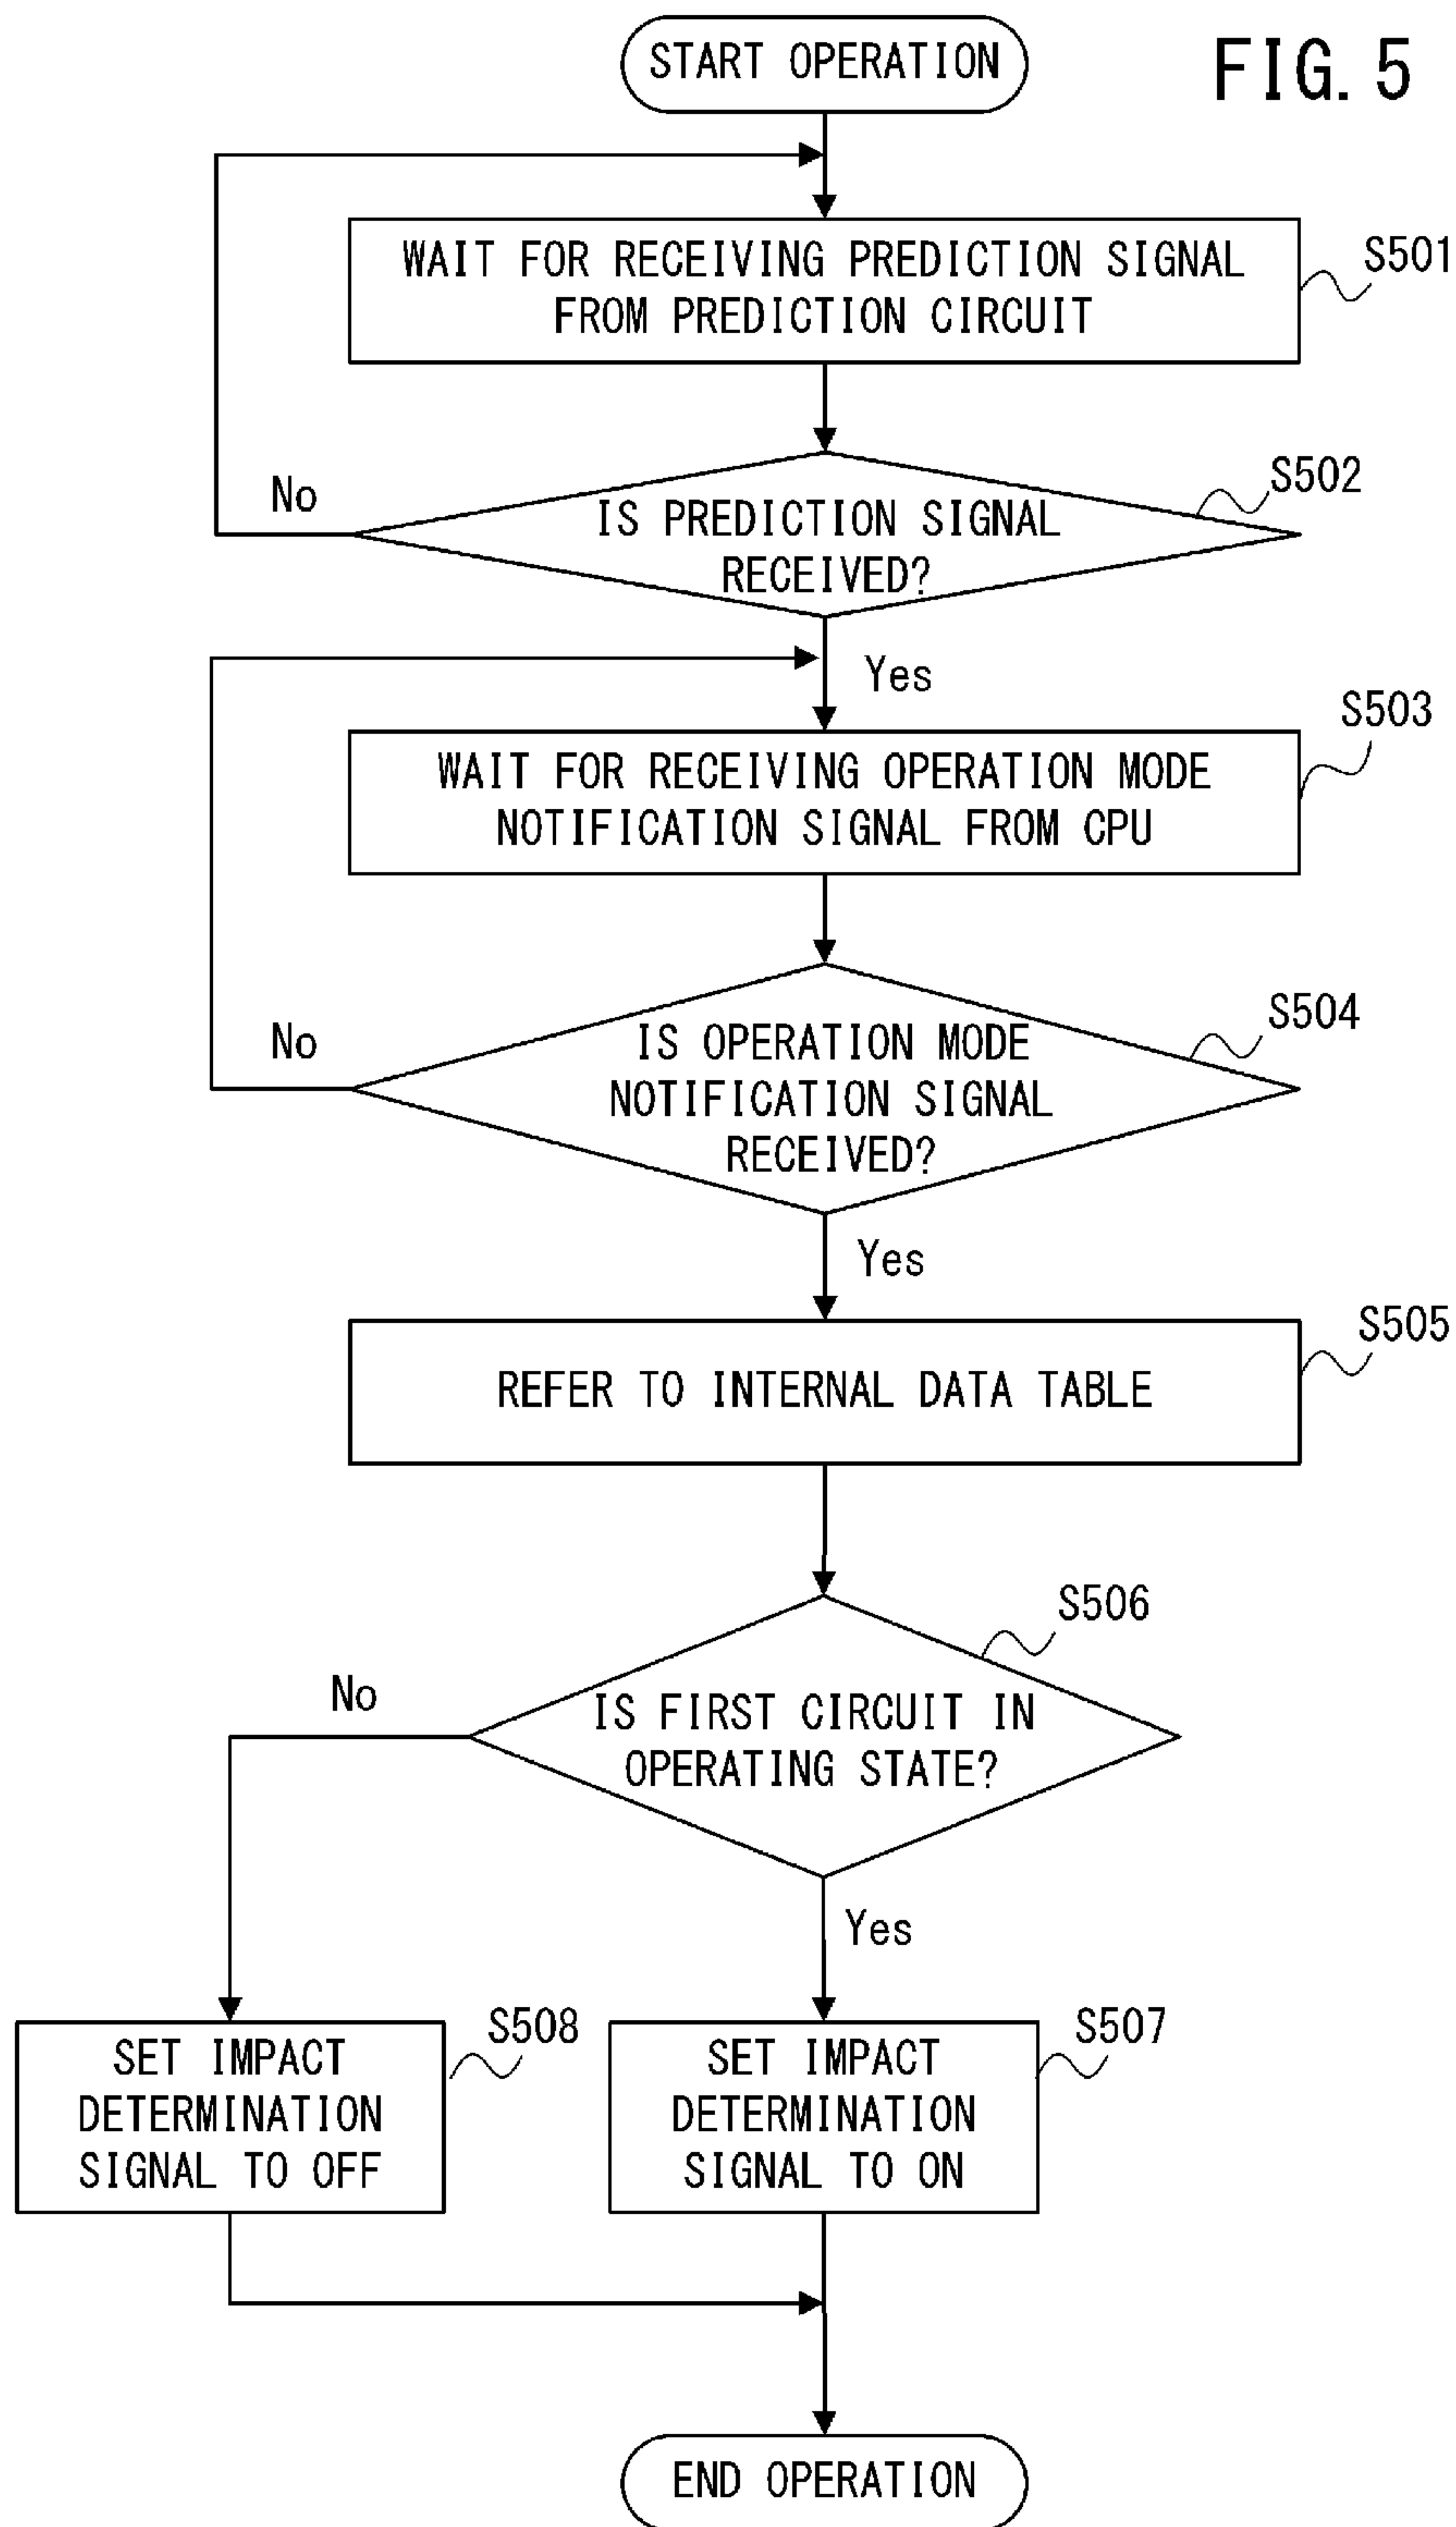 START OPERATION
FIG. 5
WAIT FOR RECEIVING PREDICTION SIGNAL
FROM PREDICTION CIRCUIT
S501
S502
No
IS PREDICTION SIGNAL
RECEIVED?
Yes
S503
WAIT FOR RECEIVING OPERATION MODE
NOTIFICATION SIGNAL FROM CPU
S504
No
IS OPERATION MODE
NOTIFICATION SIGNAL
RECEIVED?
Yes
S505
REFER TO INTERNAL DATA TABLE
S506
No
IS FIRST CIRCUIT IN
OPERATING STATE?
Yes
S508
SET IMPACT
DETERMINATION
SIGNAL TO OFF
S507
SET IMPACT
DETERMINATION
SIGNAL TO ON
END OPERATION